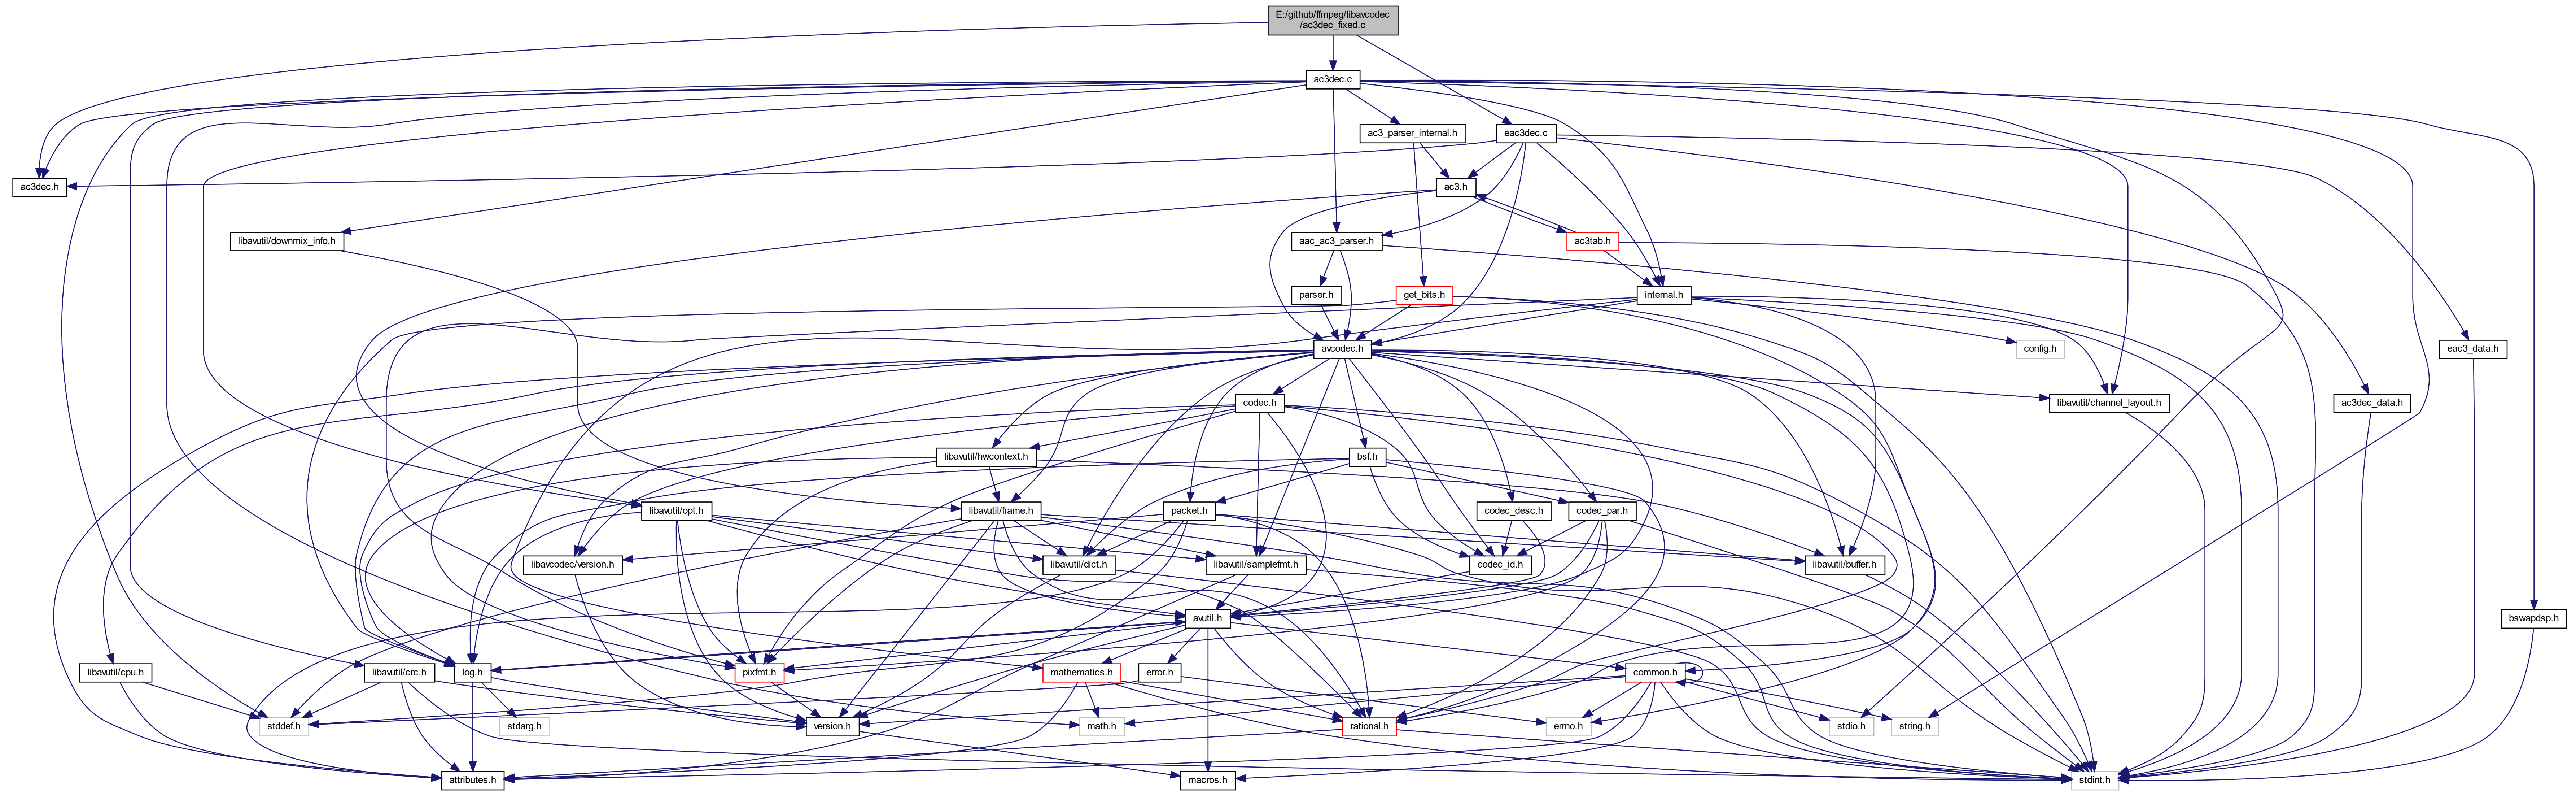 E:/github/ffmpeg/libavcodec
/ac3dec_fixed.c
ac3dec.c
ac3_parser_internal.h
eac3dec.c
ac3dec.h
ac3.h
libavutil/downmix_info.h
aac_ac3_parser.h
ac3tab.h
parser.h
get_bits.h
internal.h
avcodec.h
config.h
eac3_data.h
codec.h
libavutil/channel_layout.h
ac3dec_data.h
libavutil/hwcontext.h
bsf.h
libavutil/opt.h
libavutil/frame.h
packet.h
codec_desc.h
codec_par.h
libavcodec/version.h
libavutil/dict.h
libavutil/samplefmt.h
codec_id.h
libavutil/buffer.h
avutil.h
bswapdsp.h
libavutil/cpu.h
libavutil/crc.h
log.h
pixfmt.h
mathematics.h
error.h
common.h
stddef.h
stdarg.h
version.h
math.h
rational.h
errno.h
stdio.h
string.h
attributes.h
macros.h
stdint.h